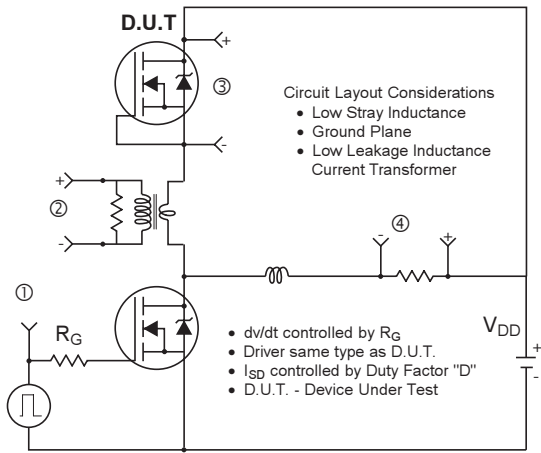 D.U.T
+
③
-
Circuit Layout Considerations
• Low Stray Inductance
• Ground Plane
• Low Leakage Inductance
Current Transformer
+
②
-
- ④ +
①
RG
• dv/dt controlled by RG
• Driver same type as D.U.T.
• ISD controlled by Duty Factor "D"
• D.U.T. - Device Under Test
VDD
+
-